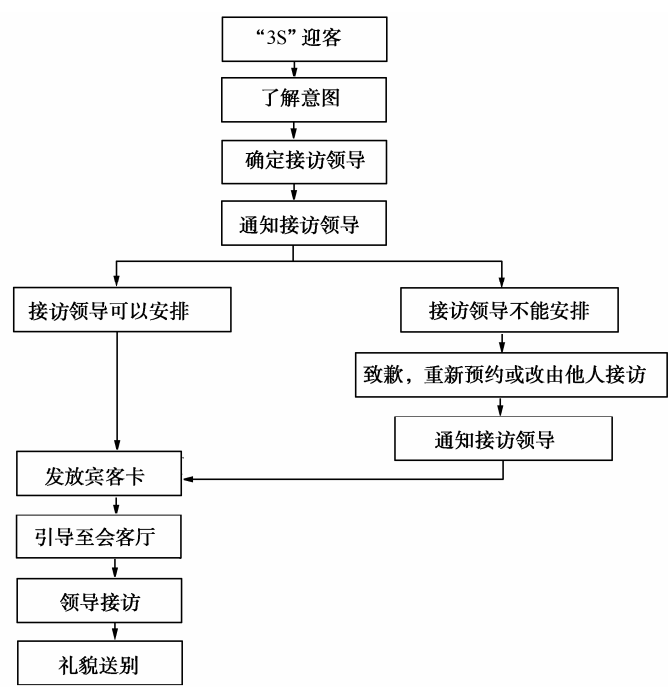 “3S”迎客
了解意图
确定接访领导
通知接访领导
接访领导可以安排
接访领导不能安排
致歉，重新预约或改由他人接访
通知接访领导
发放宾客卡
引导至会客厅
领导接访
礼貌送别